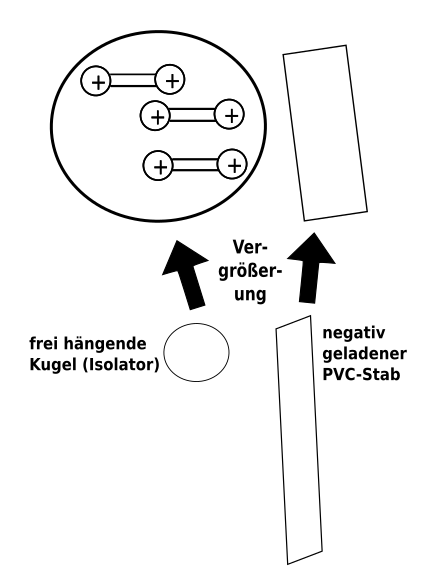 + +
+ +
+ +
Ver-
größer-
ung
frei hängende
Kugel (Isolator)
negativ
geladener
PVC-Stab